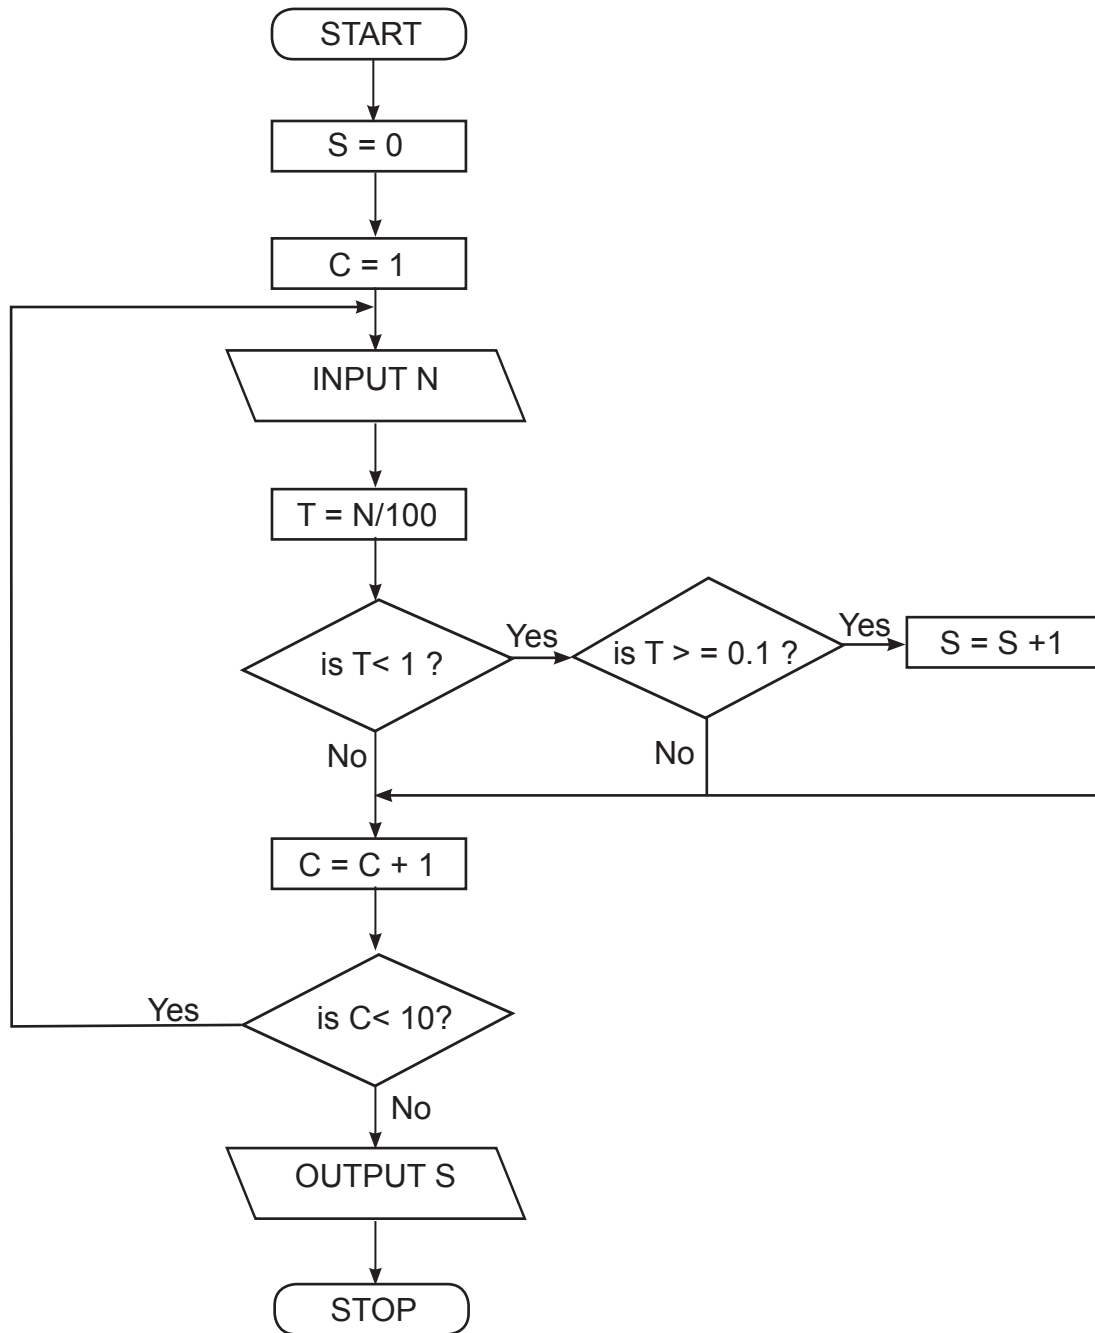 START
S = 0
C = 1
INPUT N
T = N/100
is T< 1 ?
Yes
is T > = 0.1 ?
Yes
S = S +1
No
No
C = C + 1
is C< 10?
Yes
No
OUTPUT S
STOP